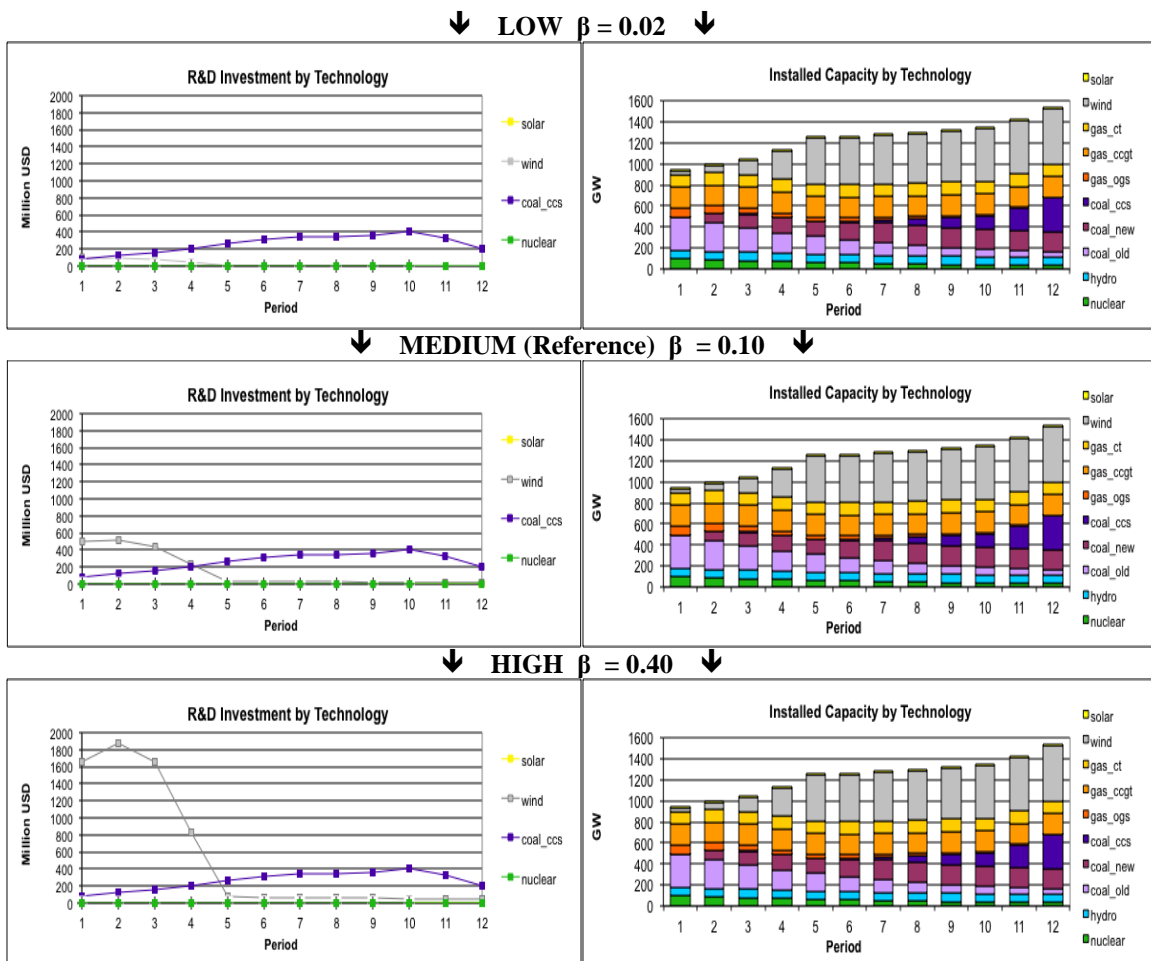 ↓ LOW β = 0.02 ↓
R&D Investment by Technology
Million USD
2000
1800
1600
1400
1200
1000
800
600
400
200
0
1 2 3 4 5 6 7 8 9 10 11 12
Period
solar
wind
coal_ccs
nuclear
Installed Capacity by Technology
GW
1600
1400
1200
1000
800
600
400
200
0
1 2 3 4 5 6 7 8 9 10 11 12
Period
solar
wind
gas_ct
gas_ccgt
gas_ogs
coal_ccs
coal_new
coal_old
hydro
nuclear
↓ MEDIUM (Reference) β = 0.10 ↓
R&D Investment by Technology
Million USD
2000
1800
1600
1400
1200
1000
800
600
400
200
0
1 2 3 4 5 6 7 8 9 10 11 12
Period
solar
wind
coal_ccs
nuclear
Installed Capacity by Technology
GW
1600
1400
1200
1000
800
600
400
200
0
1 2 3 4 5 6 7 8 9 10 11 12
Period
solar
wind
gas_ct
gas_ccgt
gas_ogs
coal_ccs
coal_new
coal_old
hydro
nuclear
↓ HIGH β = 0.40 ↓
R&D Investment by Technology
Million USD
2000
1800
1600
1400
1200
1000
800
600
400
200
0
1 2 3 4 5 6 7 8 9 10 11 12
Period
solar
wind
coal_ccs
nuclear
Installed Capacity by Technology
GW
1600
1400
1200
1000
800
600
400
200
0
1 2 3 4 5 6 7 8 9 10 11 12
Period
solar
wind
gas_ct
gas_ccgt
gas_ogs
coal_ccs
coal_new
coal_old
hydro
nuclear